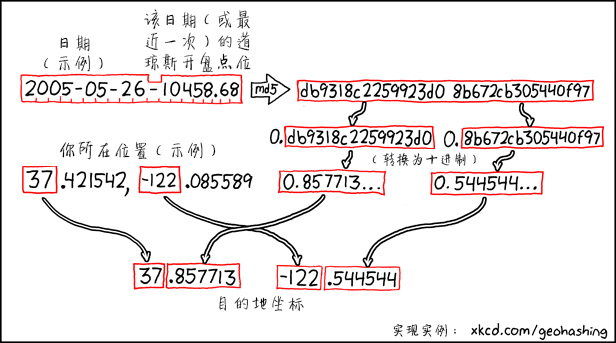 日期
(示例)
该日期(或最
近一次)的道
琼斯开盘点位
2005-05-26-10458.68
md5
db9318c2259923d0 8b672cb305440f97
0.db9318c2259923d0
0.8b672cb305440f97
(转换为十进制)
你所在位置(示例)
37.421542, -122.085589
0.857713...
0.544544...
37.857713
-122.544544
目的地坐标
实现实例: xkcd.com/geohashing